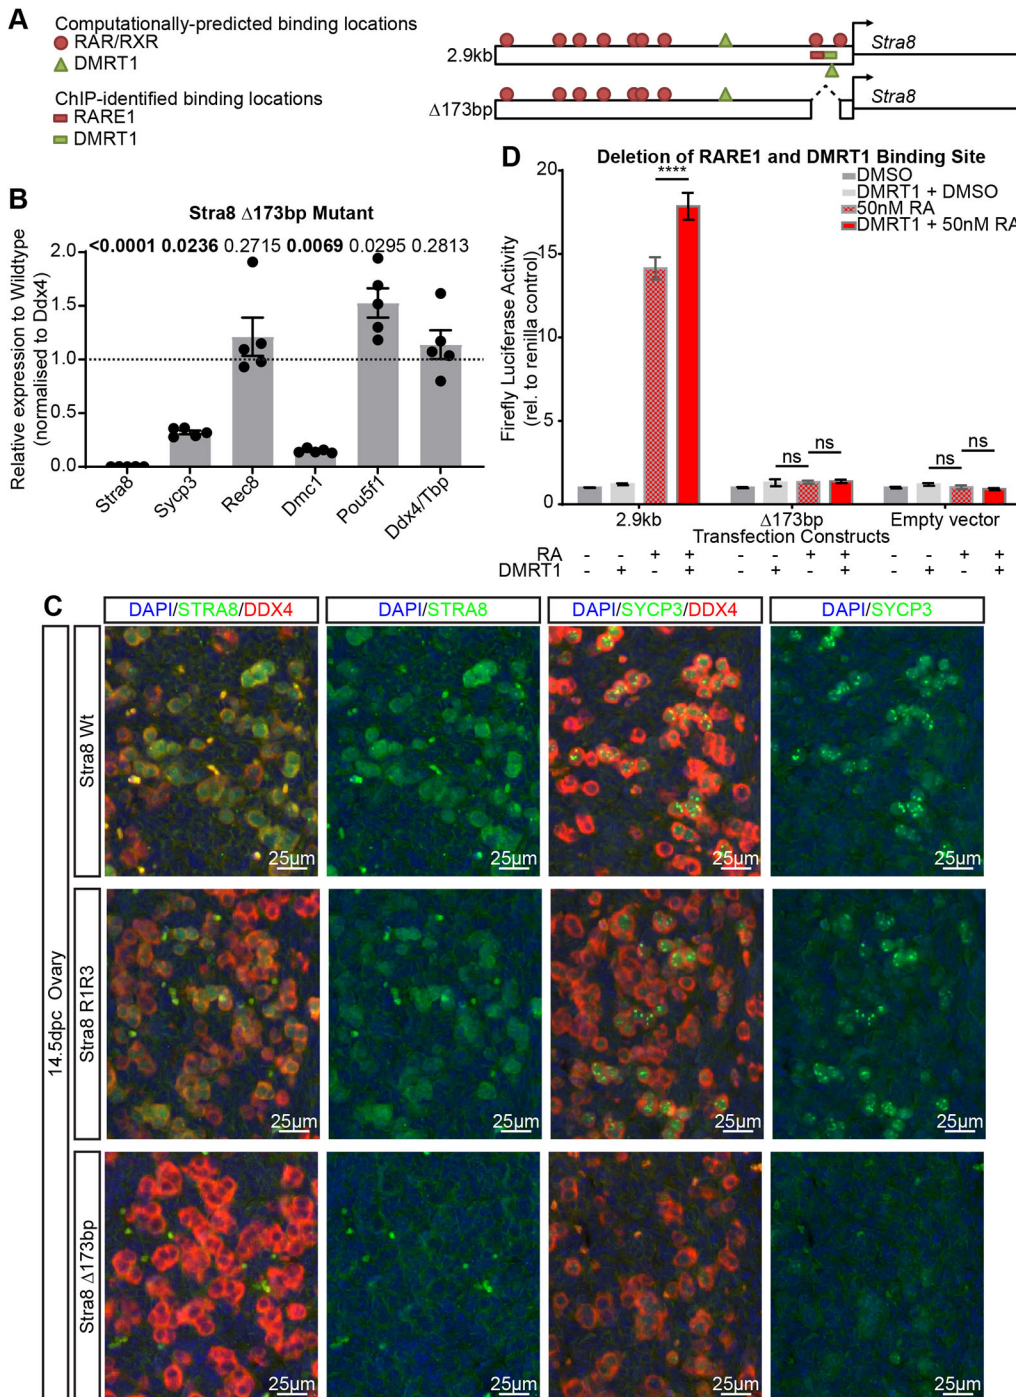 A
Computationally-predicted binding locations
RAR/RXR
DMRT1
ChIP-identified binding locations
RARE1
DMRT1
2.9kb
Stra8
Δ173bp
Stra8
B
Stra8 Δ173bp Mutant
<0.0001 0.0236 0.2715 0.0069 0.0295 0.2813
Relative expression to Wildtype
(normalised to Ddx4)
2.0
1.5
1.0
0.5
0.0
Stra8
Sycp3
Rec8
Dmc1
Pou5f1
Ddx4/Tbp
D
Deletion of RARE1 and DMRT1 Binding Site
DMSO
DMRT1 + DMSO
50nM RA
DMRT1 + 50nM RA
Firefly Luciferase Activity
(rel. to renilla control)
20
15
10
5
0
****
ns
ns
ns
ns
2.9kb
Δ173bp
Empty vector
Transfection Constructs
RA - - + + - - + + - - + +
DMRT1 - + - + - + - + - + - +
C
DAPI/STRA8/DDX4
DAPI/STRA8
DAPI/SYCP3/DDX4
DAPI/SYCP3
14.5dpc Ovary
Stra8 Wt
25µm
25µm
25µm
25µm
Stra8 R1R3
25µm
25µm
25µm
25µm
Stra8 Δ173bp
25µm
25µm
25µm
25µm